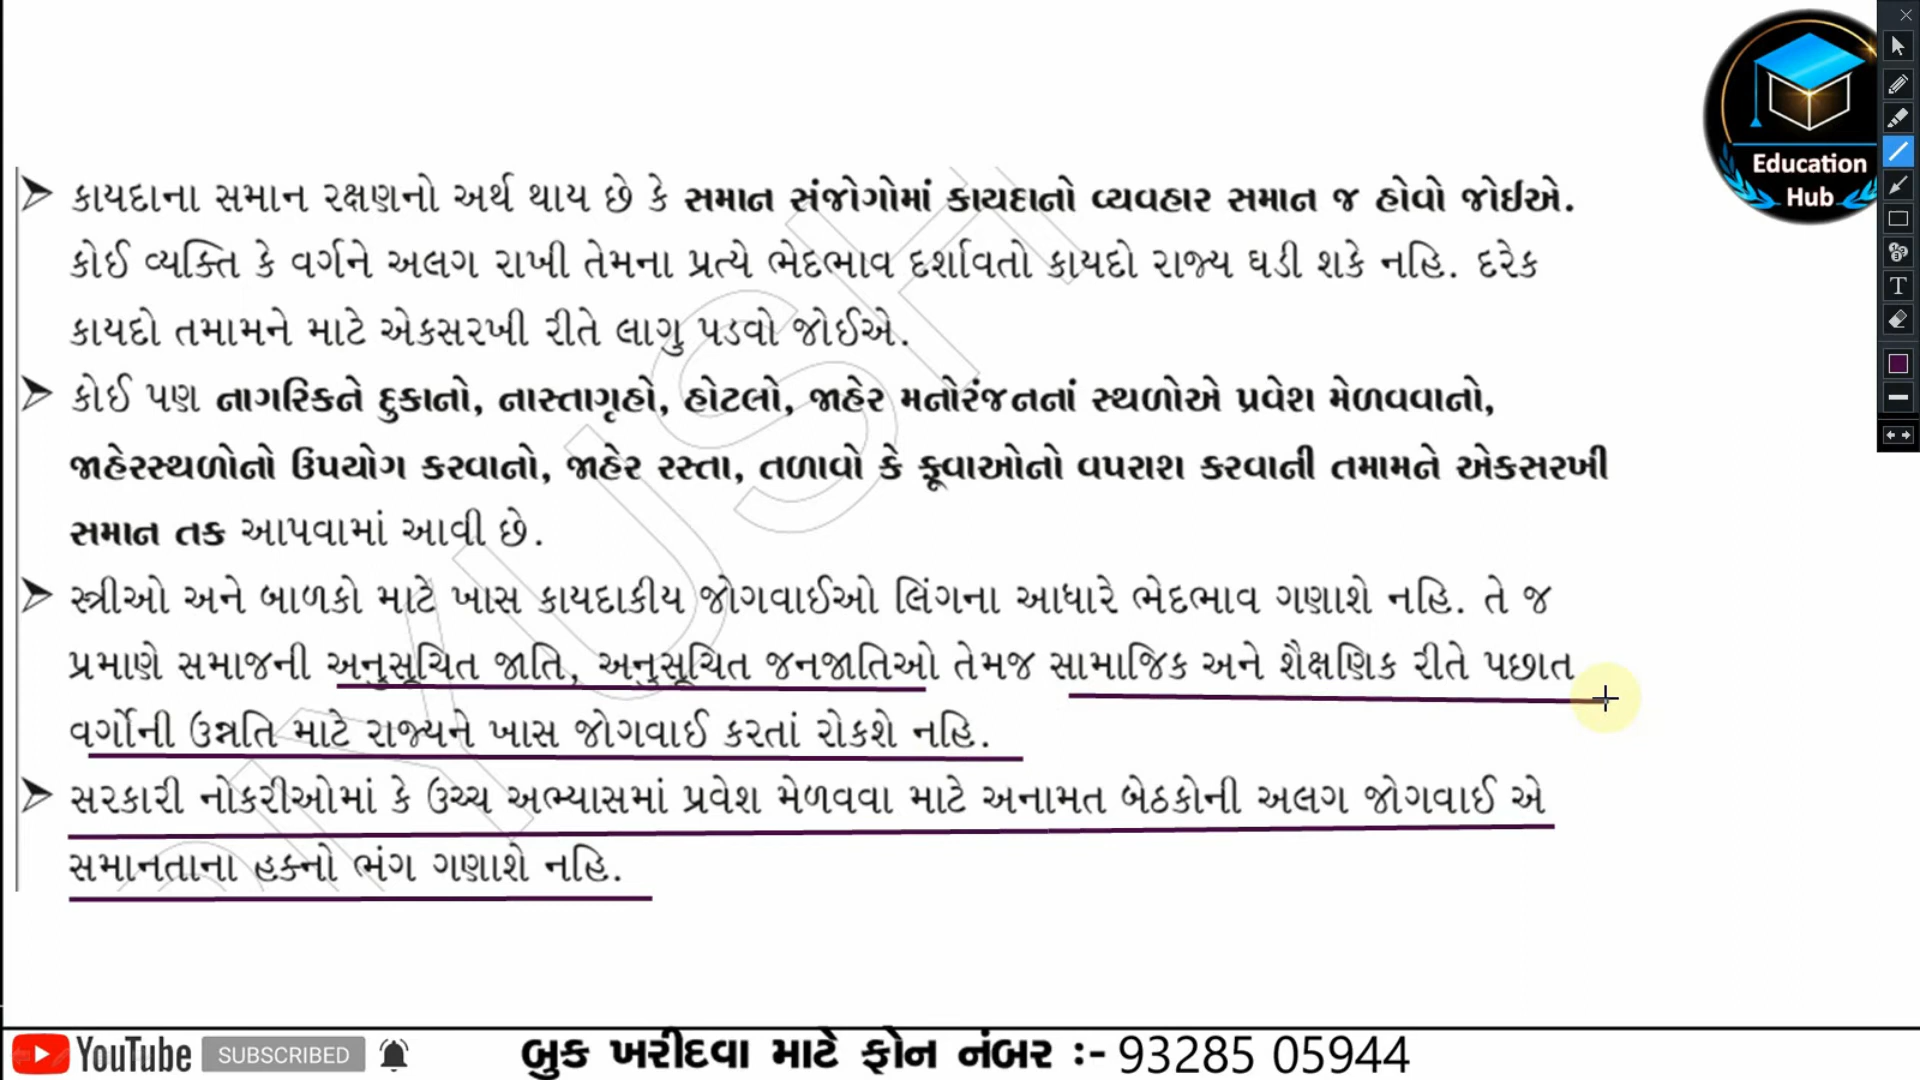 Education
Hub
➤ કાયદાના સમાન રક્ષણનો અર્થ થાય છે કે સમાન સંજોગોમાં કાયદાનો વ્યવહાર સમાન જ હોવો જોઈએ.
કોઈ વ્યક્તિ કે વર્ગને અલગ રાખી તેમના પ્રત્યે ભેદભાવ દર્શાવતો કાયદો રાજ્ય ઘડી શકે નહિ. દરેક
કાયદો તમામને માટે એકસરખી રીતે લાગુ પડવો જોઈએ.
➤ કોઈ પણ નાગરિકને દુકાનો, નાસ્તાગૃહો, હોટલો, જાહેર મનોરંજનનાં સ્થળોએ પ્રવેશ મેળવવાનો,
જાહેરસ્થળોનો ઉપયોગ કરવાનો, જાહેર રસ્તા, તળાવો કે કૂવાઓનો વપરાશ કરવાની તમામને એકસરખી
સમાન તક આપવામાં આવી છે.
➤ સ્ત્રીઓ અને બાળકો માટે ખાસ કાયદાકીય જોગવાઈઓ લિંગના આધારે ભેદભાવ ગણાશે નહિ. તે જ
પ્રમાણે સમાજની અનુસૂચિત જાતિ, અનુસૂચિત જનજાતિઓ તેમજ સામાજિક અને શૈક્ષણિક રીતે પછાત
વર્ગોની ઉન્નતિ માટે રાજ્યને ખાસ જોગવાઈ કરતાં રોકશે નહિ.
➤ સરકારી નોકરીઓમાં કે ઉચ્ચ અભ્યાસમાં પ્રવેશ મેળવવા માટે અનામત બેઠકોની અલગ જોગવાઈ એ
સમાનતાના હક્નો ભંગ ગણાશે નહિ.
YouTube SUBSCRIBED બુક ખરીદવા માટે ફોન નંબર :- 93285 05944